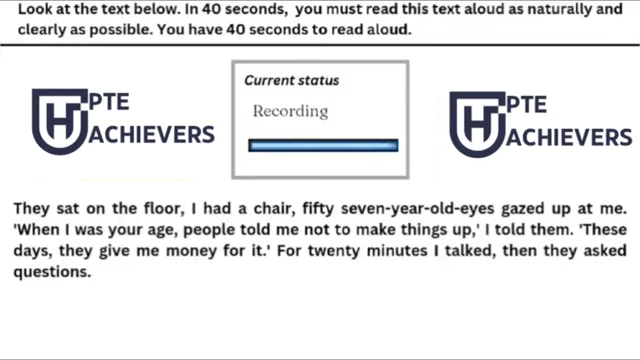 Look at the text below. In 40 seconds, you must read this text aloud as naturally and
clearly as possible. You have 40 seconds to read aloud.
PTE
ACHIEVERS
Current status
Recording
PTE
ACHIEVERS
They sat on the floor, I had a chair, fifty seven-year-old-eyes gazed up at me.
'When I was your age, people told me not to make things up,' I told them. 'These
days, they give me money for it.' For twenty minutes I talked, then they asked
questions.